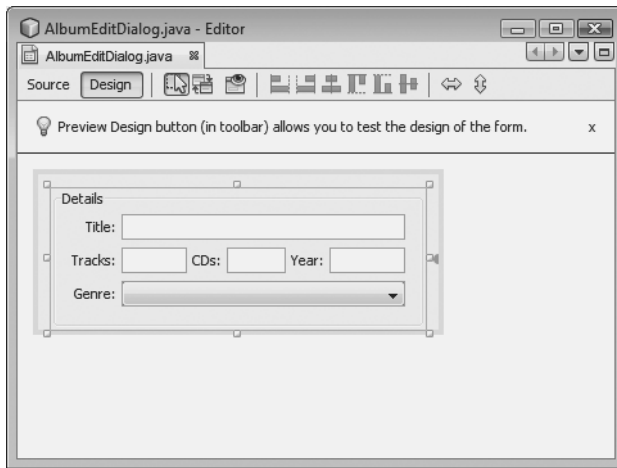 AlbumEditDialog.java - Editor
AlbumEditDialog.java
Source Design
Preview Design button (in toolbar) allows you to test the design of the form. x
Details
Title:
Tracks: CDs: Year:
Genre: